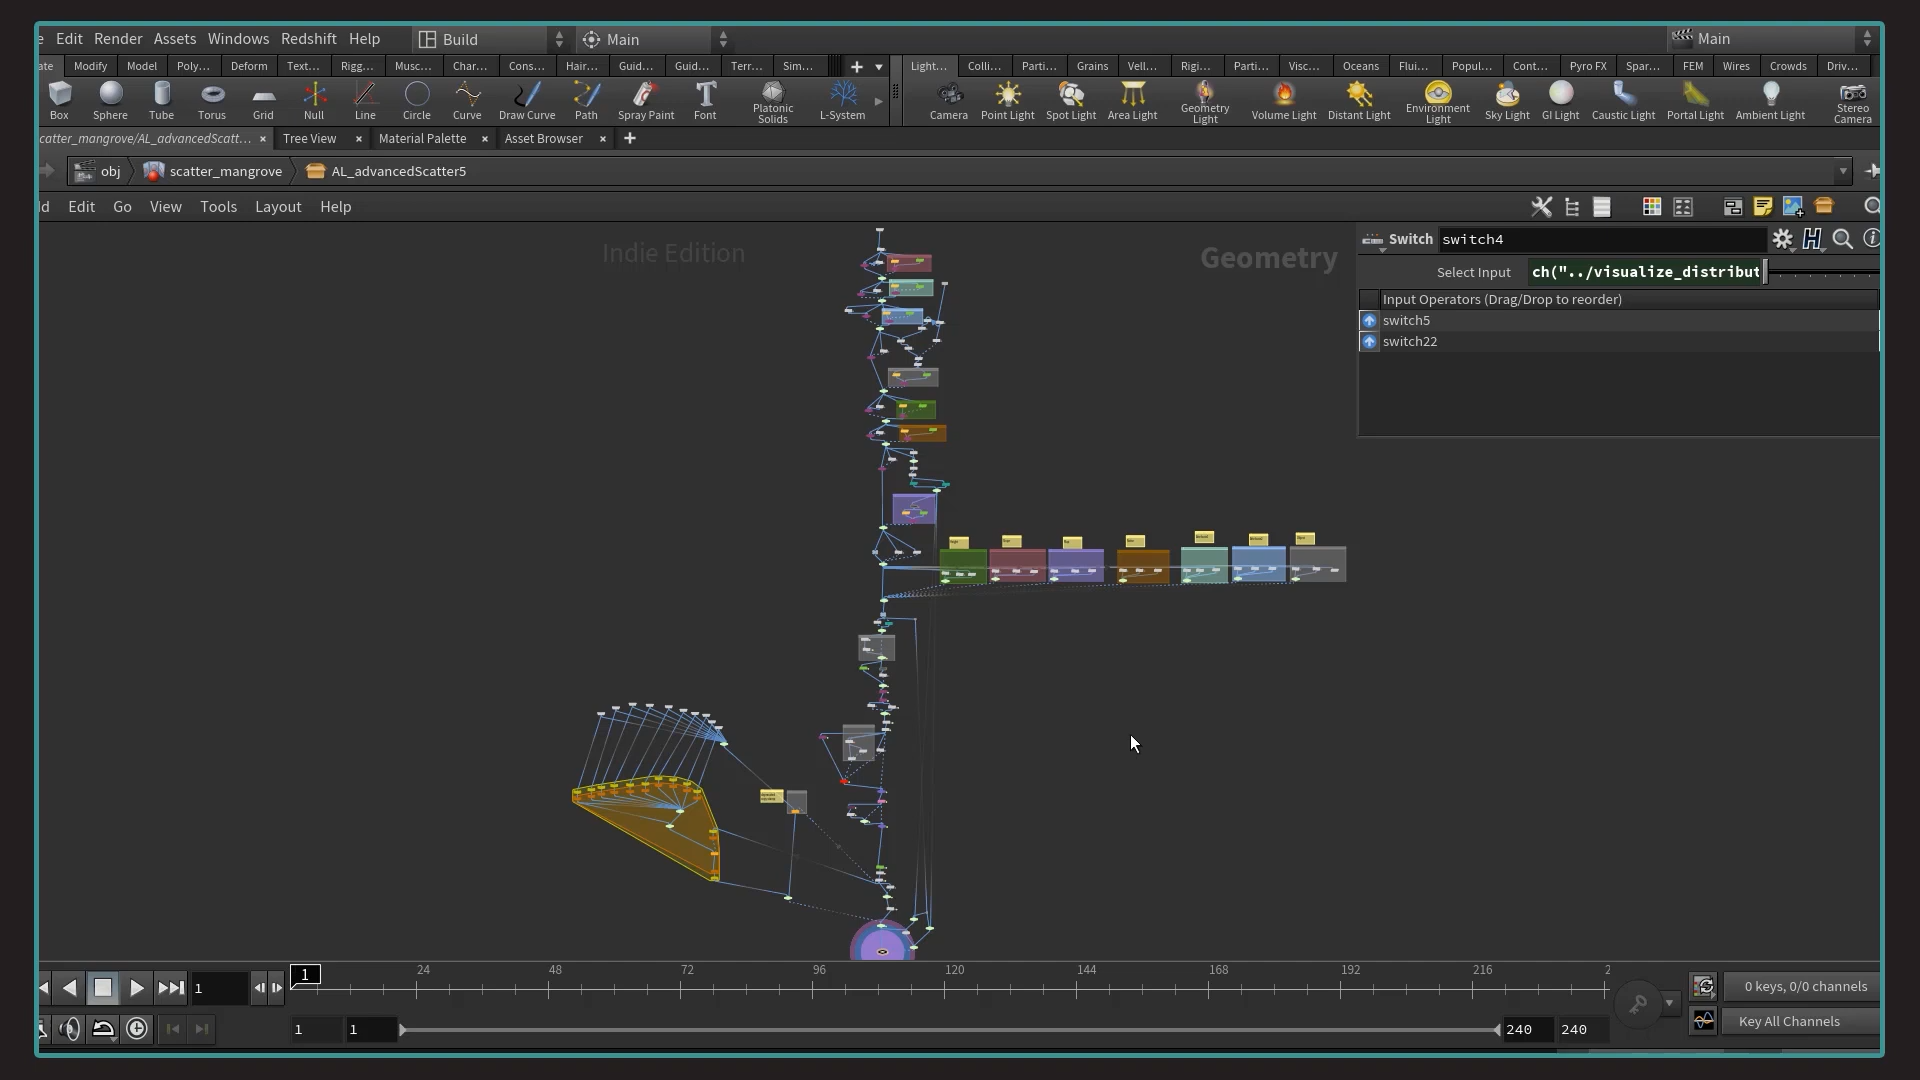 Edit Render Assets Windows Redshift Help Build Main Main
Modify Model Poly... Deform Text... Rigg... Musc... Char... Cons... Hair... Guid... Guid... Terr... Sim... Light... Colli... Parti... Grains Vell... Rigi... Parti... Visc... Oceans Flui... Popul... Cont... Pyro FX Spar... FEM Wires Crowds Driv...
Box Sphere Tube Torus Grid Null Line Circle Curve Draw Curve Path Spray Paint Font Platonic Solids L-System Camera Point Light Spot Light Area Light Geometry Light Volume Light Distant Light Environment Light Sky Light GI Light Caustic Light Portal Light Ambient Light Stereo Camera
catter_mangrove/AL_advancedScatt... Tree View Material Palette Asset Browser
obj scatter_mangrove AL_advancedScatter5
Edit Go View Tools Layout Help
Indie Edition
Geometry
Switch switch4
Select Input ch("../visualize_distribut
Input Operators (Drag/Drop to reorder)
switch5
switch22
1 24 48 72 96 120 144 168 192 216 2
1 0 keys, 0/0 channels
1 1 240 240 Key All Channels